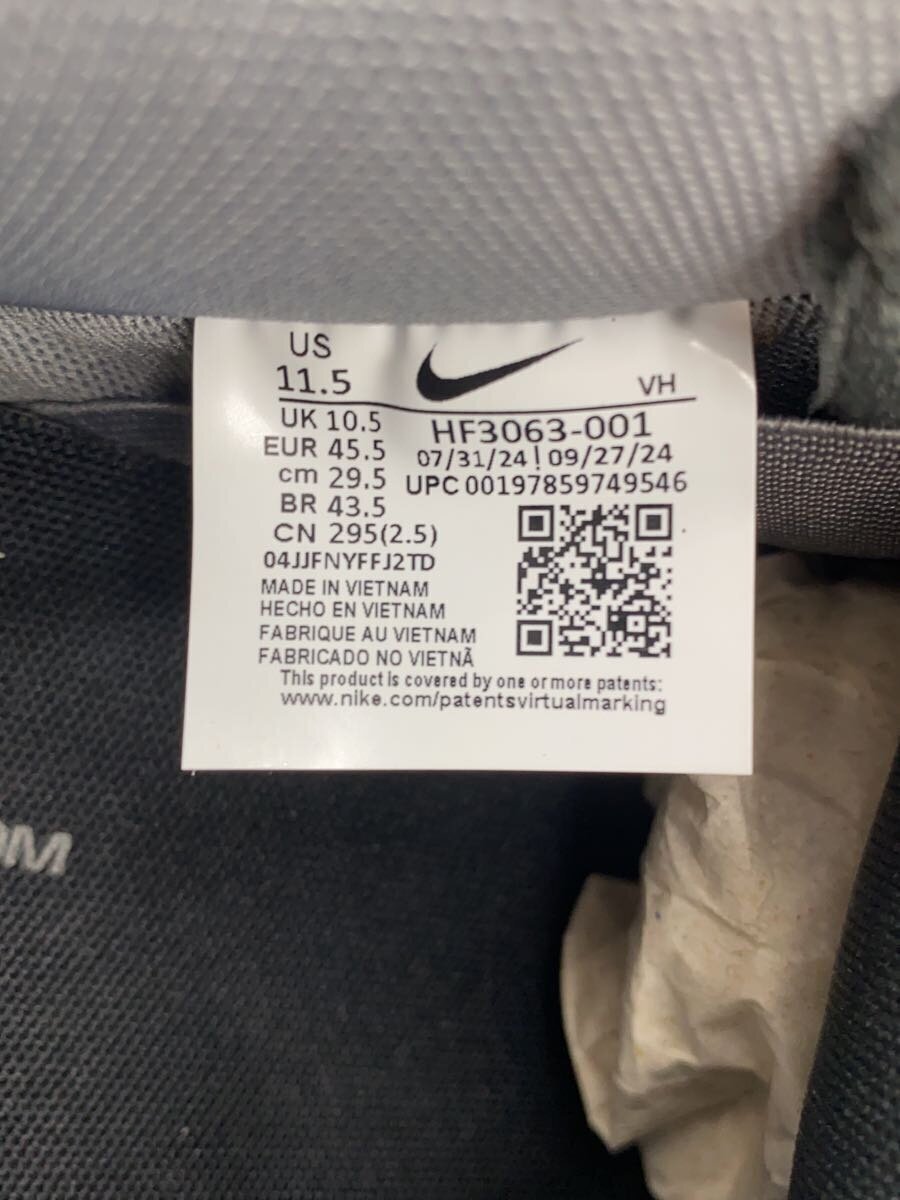 US
11.5
VH
UK 10.5
EUR 45.5
cm 29.5
BR 43.5
CN 295(2.5)
HF3063-001
07/31/24 | 09/27/24
UPC 00197859749546
04JJFNYFFJ2TD
MADE IN VIETNAM
HECHO EN VIETNAM
FABRIQUE AU VIETNAM
FABRICADO NO VIETNÃ
This product is covered by one or more patents:
www.nike.com/patentsvirtualmarking